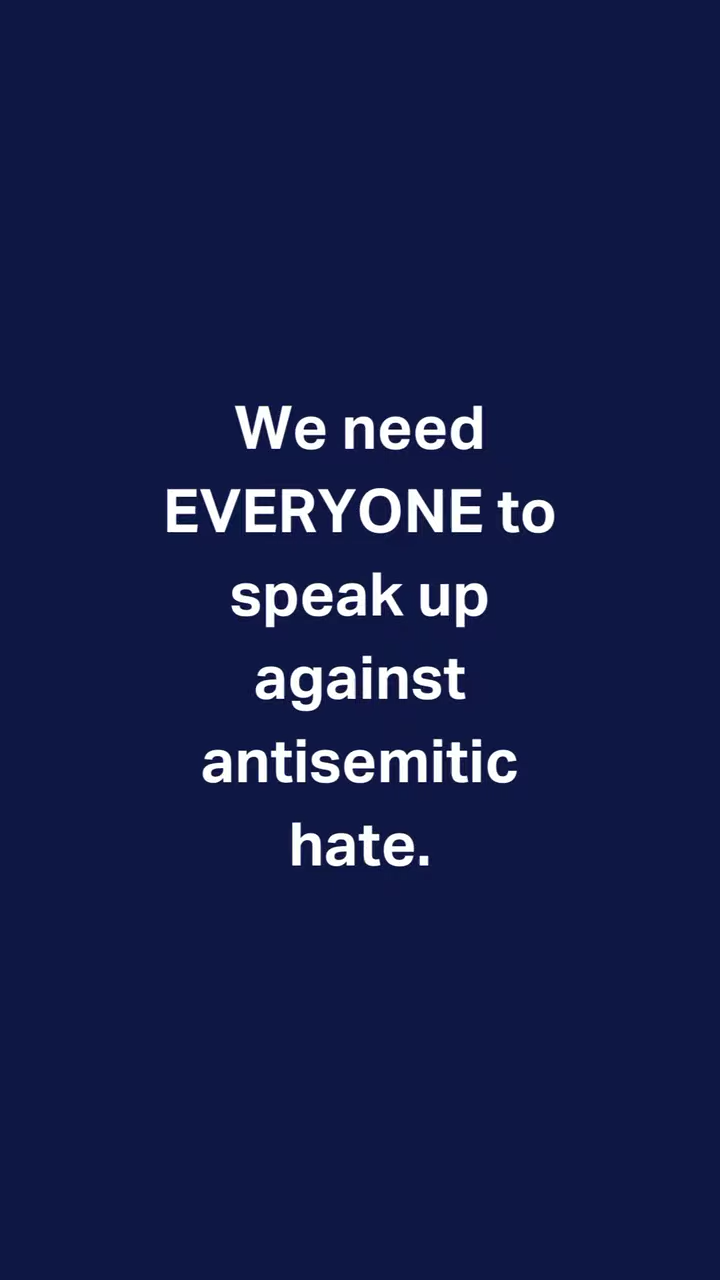 We need
EVERYONE to
speak up
against
antisemitic
hate.